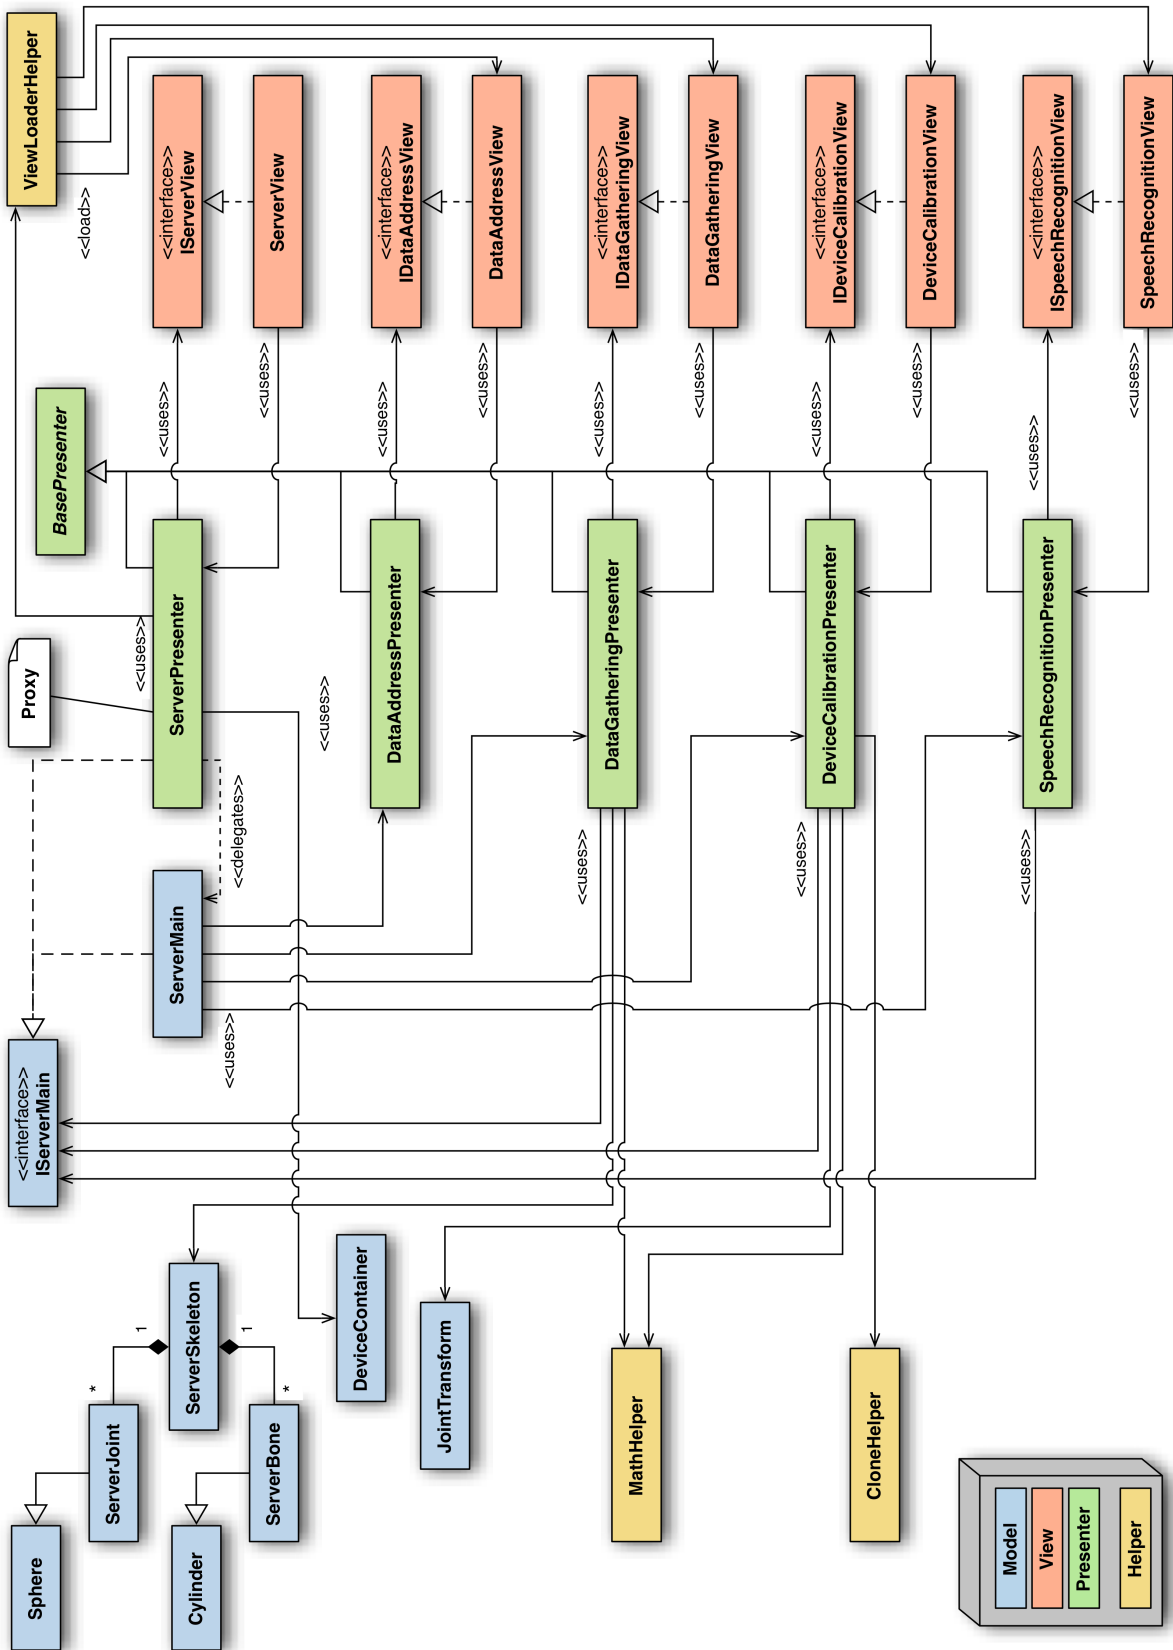 Sphere
Cylinder
ServerJoint
ServerBone
*
*
1
1
ServerSkeleton
DeviceContainer
JointTransform
MathHelper
CloneHelper
Model
View
Presenter
Helper
<<interface>>
IServerMain
ServerMain
<<uses>>
<<delegates>>
Proxy
<<uses>>
ServerPresenter
<<uses>>
DataAddressPresenter
<<uses>>
DataGatheringPresenter
<<uses>>
DeviceCalibrationPresenter
<<uses>>
SpeechRecognitionPresenter
BasePresenter
<<uses>>
<<uses>>
<<uses>>
<<uses>>
<<uses>>
<<uses>>
<<uses>>
<<uses>>
<<uses>>
<<uses>>
ViewLoaderHelper
<<load>>
<<interface>>
IServerView
ServerView
<<interface>>
IDataAddressView
DataAddressView
<<interface>>
IDataGatheringView
DataGatheringView
<<interface>>
IDeviceCalibrationView
DeviceCalibrationView
<<interface>>
ISpeechRecognitionView
SpeechRecognitionView